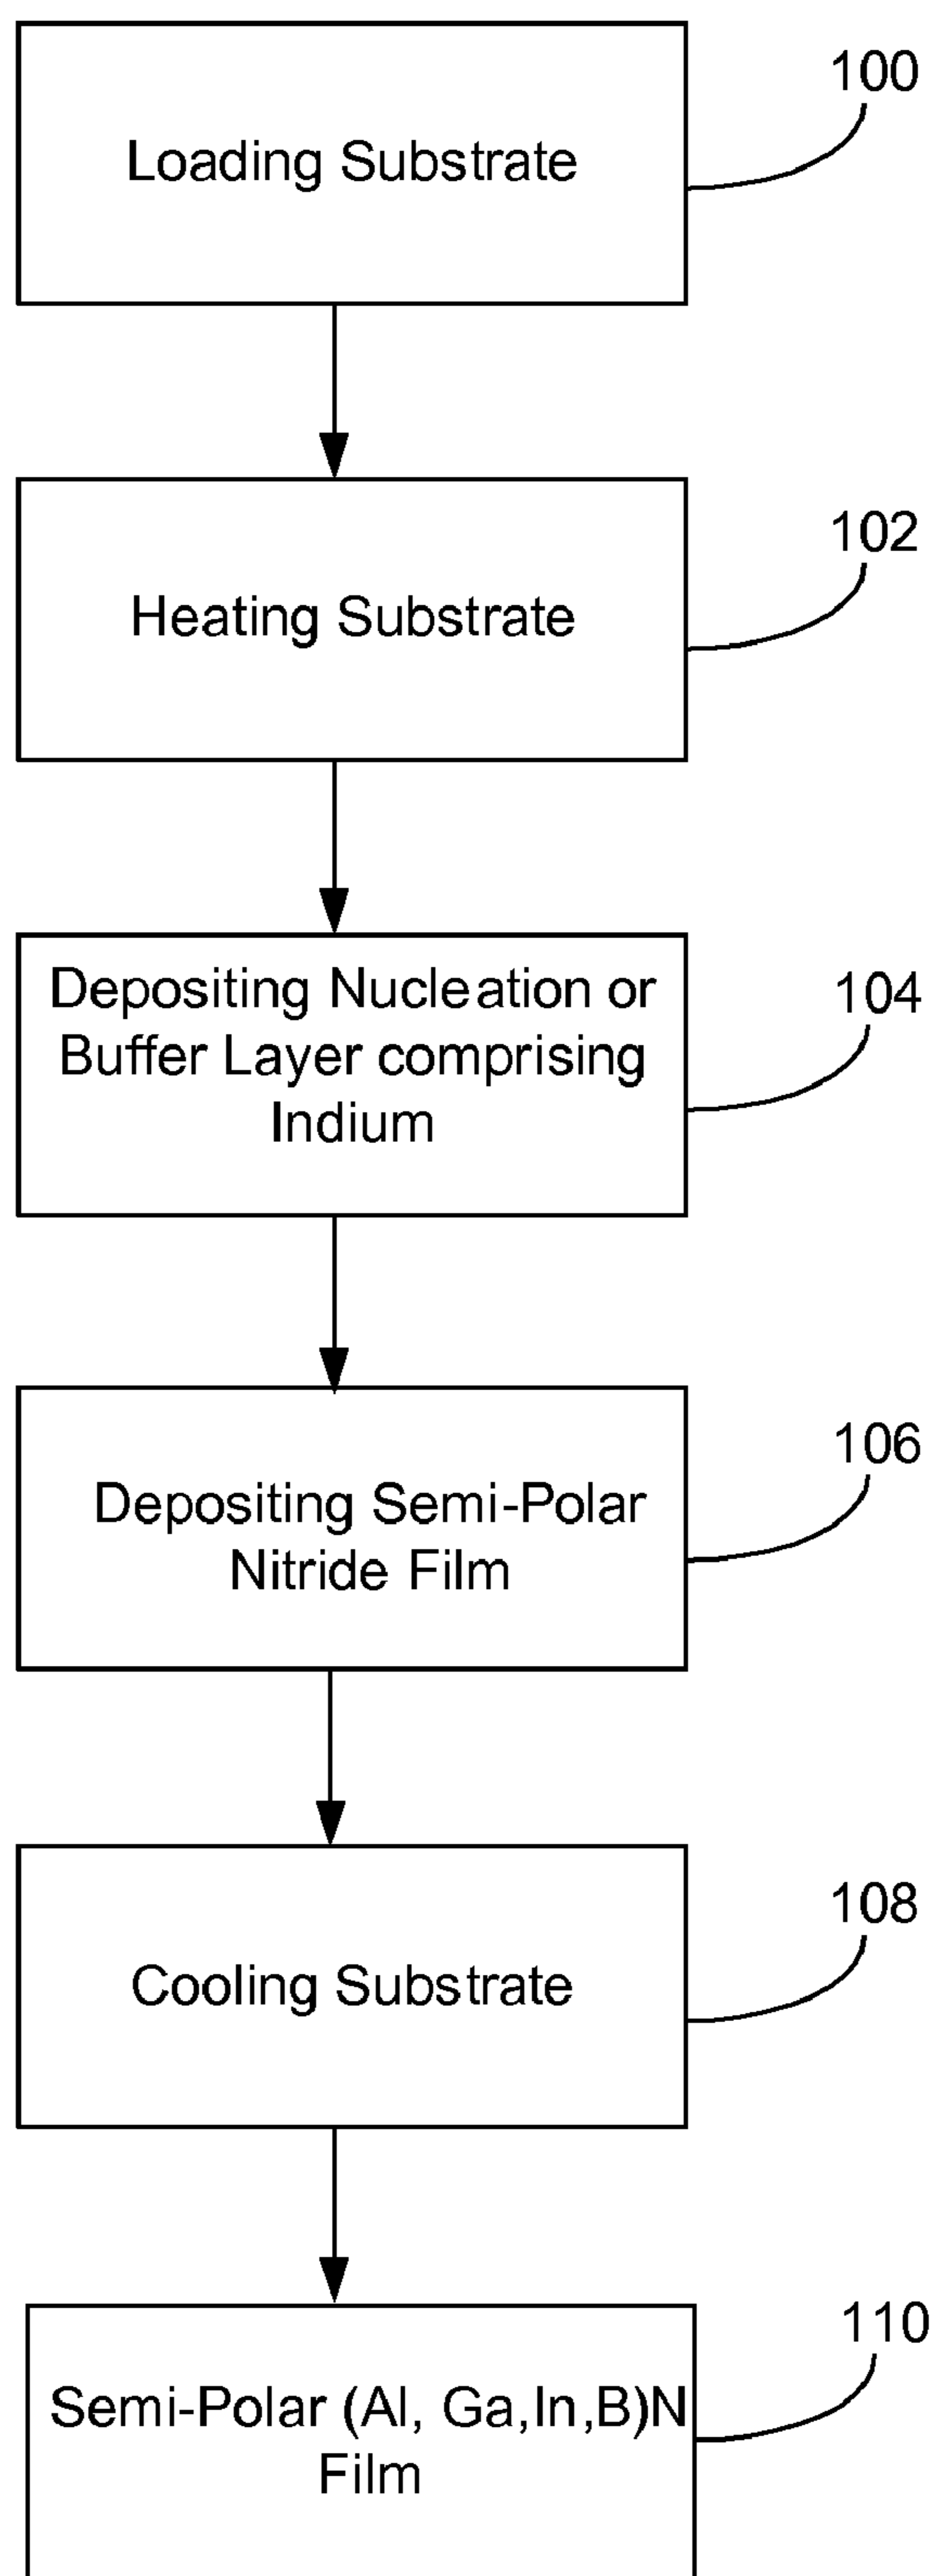 100
Loading Substrate
102
Heating Substrate
104
Depositing Nucleation or
Buffer Layer comprising
Indium
106
Depositing Semi-Polar
Nitride Film
108
Cooling Substrate
110
Semi-Polar (Al, Ga,In,B)N
Film